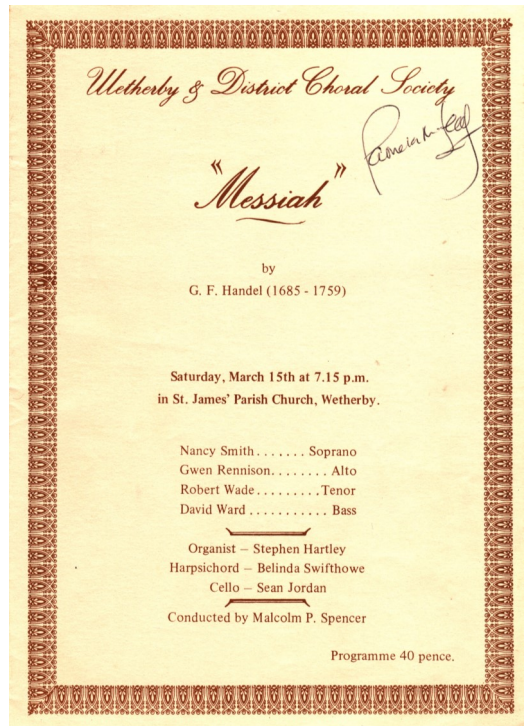 Wetherby & District Choral Society
"Messiah"
by
G. F. Handel (1685 - 1759)
Saturday, March 15th at 7.15 p.m.
in St. James' Parish Church, Wetherby.
Nancy Smith . . . . . . . Soprano
Gwen Rennison . . . . . . . . Alto
Robert Wade . . . . . . . . . Tenor
David Ward . . . . . . . . . . . Bass
Organist – Stephen Hartley
Harpsichord – Belinda Swifthowe
Cello – Sean Jordan
Conducted by Malcolm P. Spencer
Programme 40 pence.